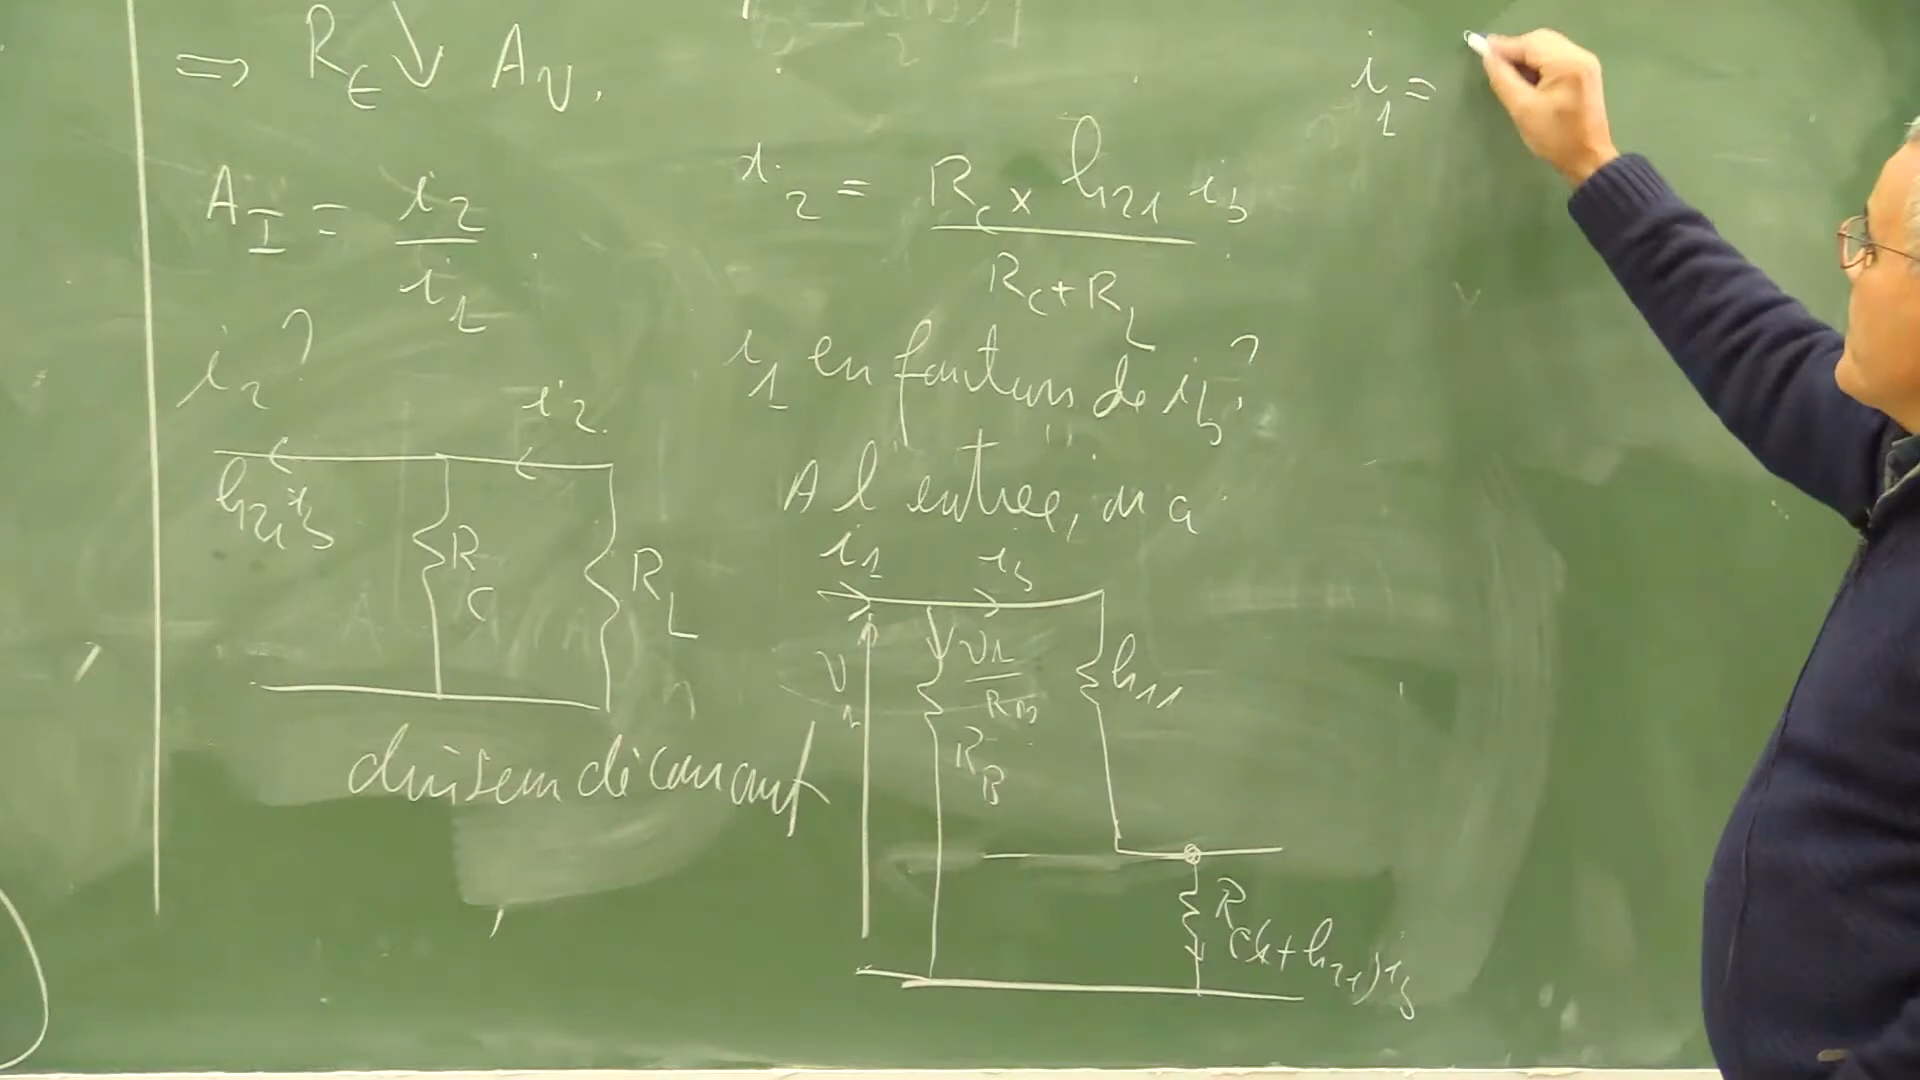 ⇒ R_E ↓ A_V.
A_I = i_2 / i_1
i_2 ?
i_2
h_21 i_b
R_C
R_L
diviseur de courant
i_2 = R_C × h_21 i_b / R_C + R_L
i_1 en fonction de i_b ?
A l'entrée, on a
i_1
i_b
v_1
v_1 / R_B
R_B
h_11
R_E
(1 + h_21) i_b
i_1 =